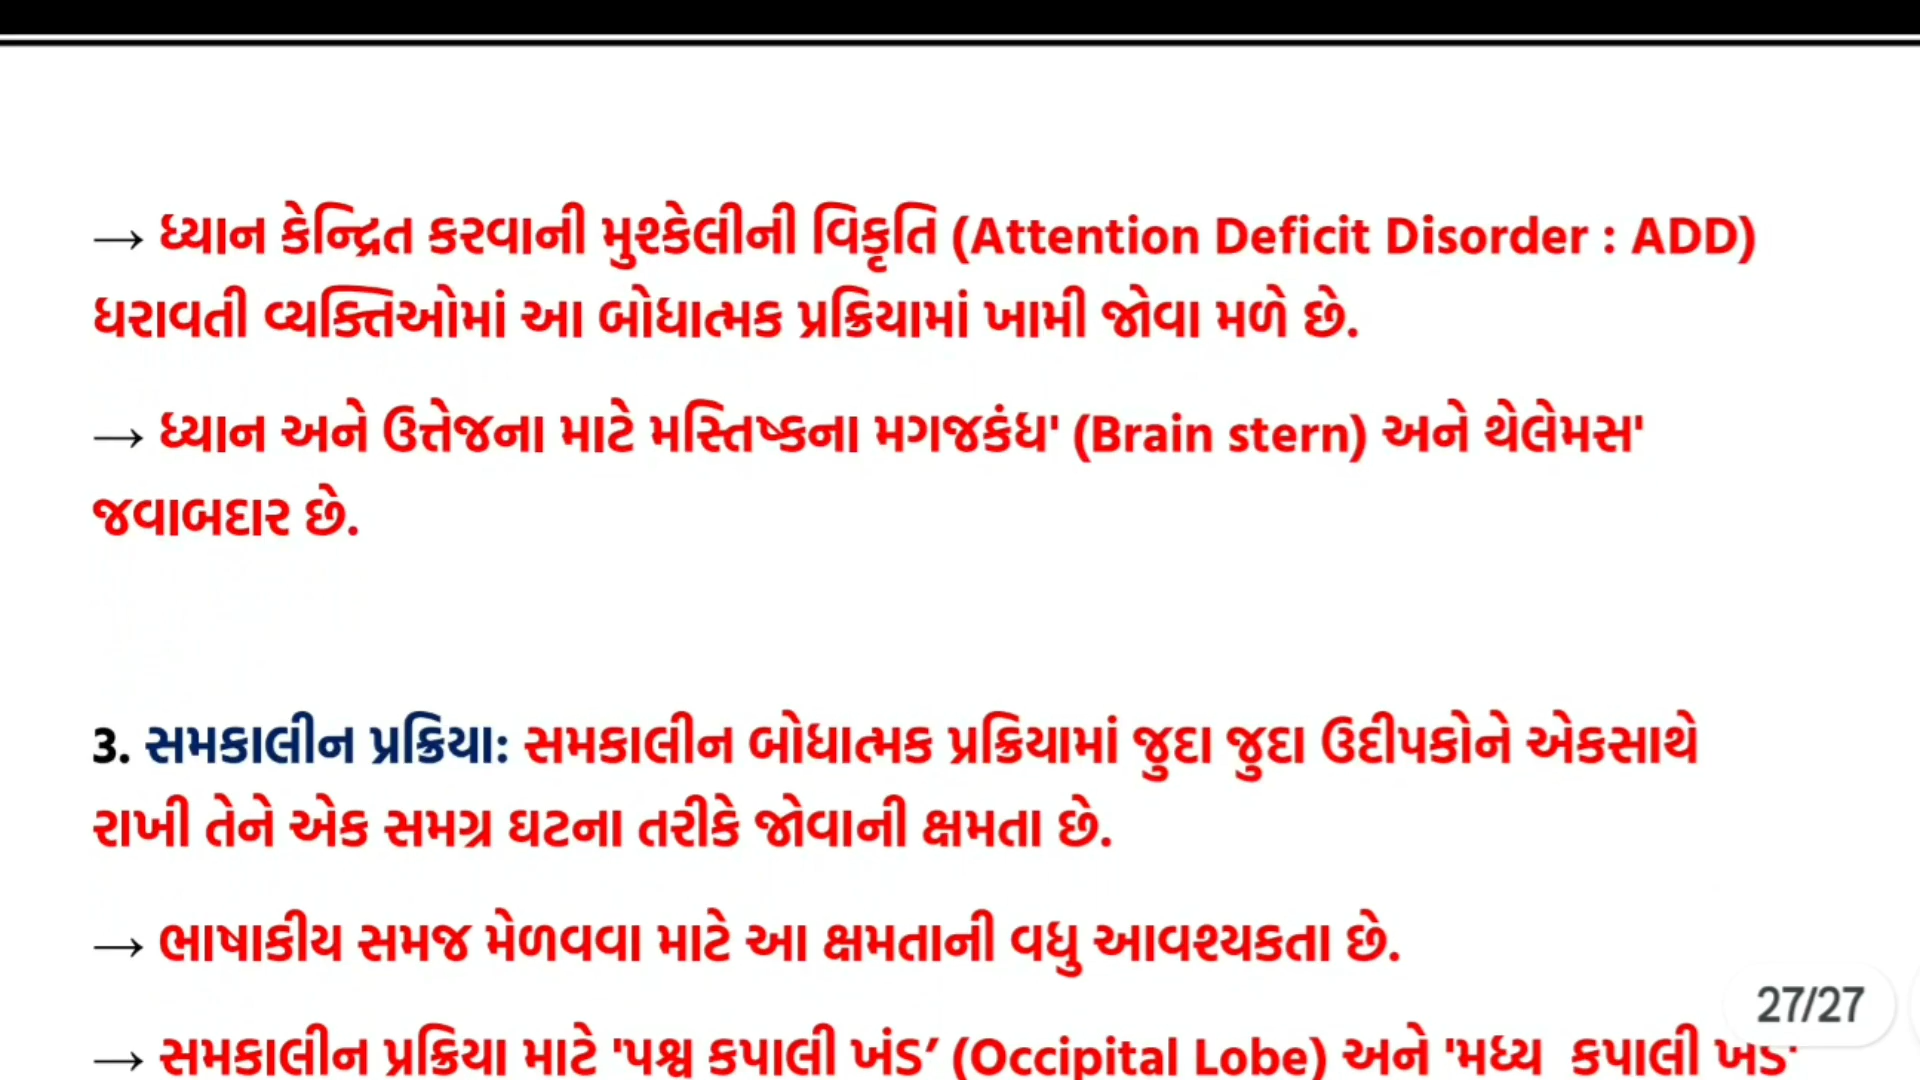 → ધ્યાન કેન્દ્રિત કરવાની મુશ્કેલીની વિકૃતિ (Attention Deficit Disorder : ADD)
ધરાવતી વ્યક્તિઓમાં આ બોધાત્મક પ્રક્રિયામાં ખામી જોવા મળે છે.
→ ધ્યાન અને ઉત્તેજના માટે મસ્તિષ્કના મગજકંધ' (Brain stern) અને થેલેમસ'
જવાબદાર છે.
3. સમકાલીન પ્રક્રિયા: સમકાલીન બોધાત્મક પ્રક્રિયામાં જુદા જુદા ઉદીપકોને એકસાથે
રાખી તેને એક સમગ્ર ઘટના તરીકે જોવાની ક્ષમતા છે.
→ ભાષાકીય સમજ મેળવવા માટે આ ક્ષમતાની વધુ આવશ્યકતા છે.
27/27
→ સમકાલીન પ્રક્રિયા માટે 'પશ્વ કપાલી ખંડ’ (Occipital Lobe) અને 'મધ્ય કપાલી ખંડ'